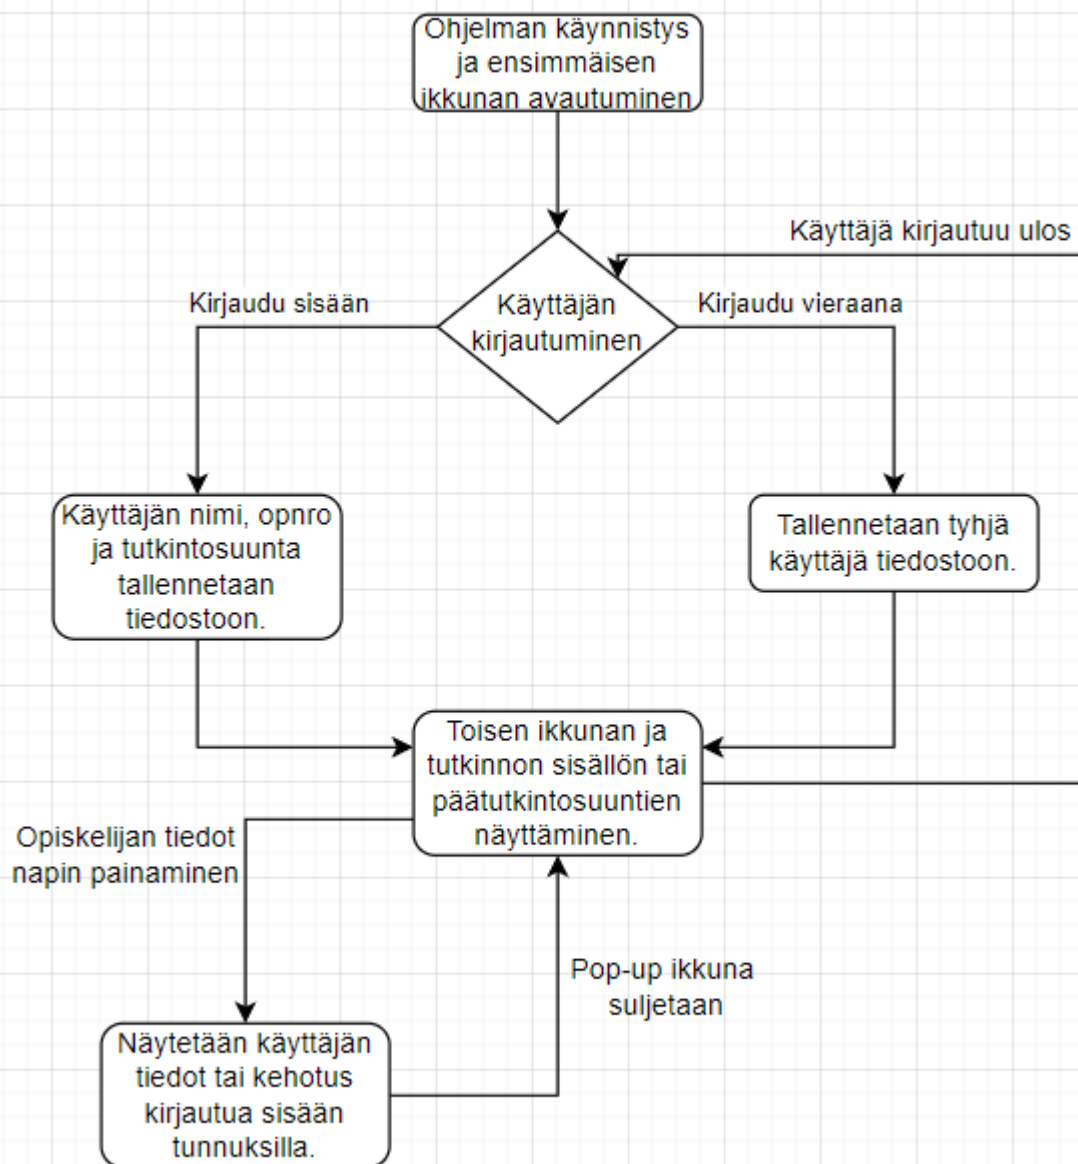 Ohjelman käynnistys
ja ensimmäisen
ikkunan avautuminen
Käyttäjä kirjautuu ulos
Kirjaudu sisään
Käyttäjän
kirjautuminen
Kirjaudu vieraana
Käyttäjän nimi, opnro
ja tutkintosuunta
tallennetaan
tiedostoon.
Tallennetaan tyhjä
käyttäjä tiedostoon.
Toisen ikkunan ja
tutkinnon sisällön tai
päätutkintosuuntien
näyttäminen.
Opiskelijan tiedot
napin painaminen
Pop-up ikkuna
suljetaan
Näytetään käyttäjän
tiedot tai kehotus
kirjautua sisään
tunnuksilla.